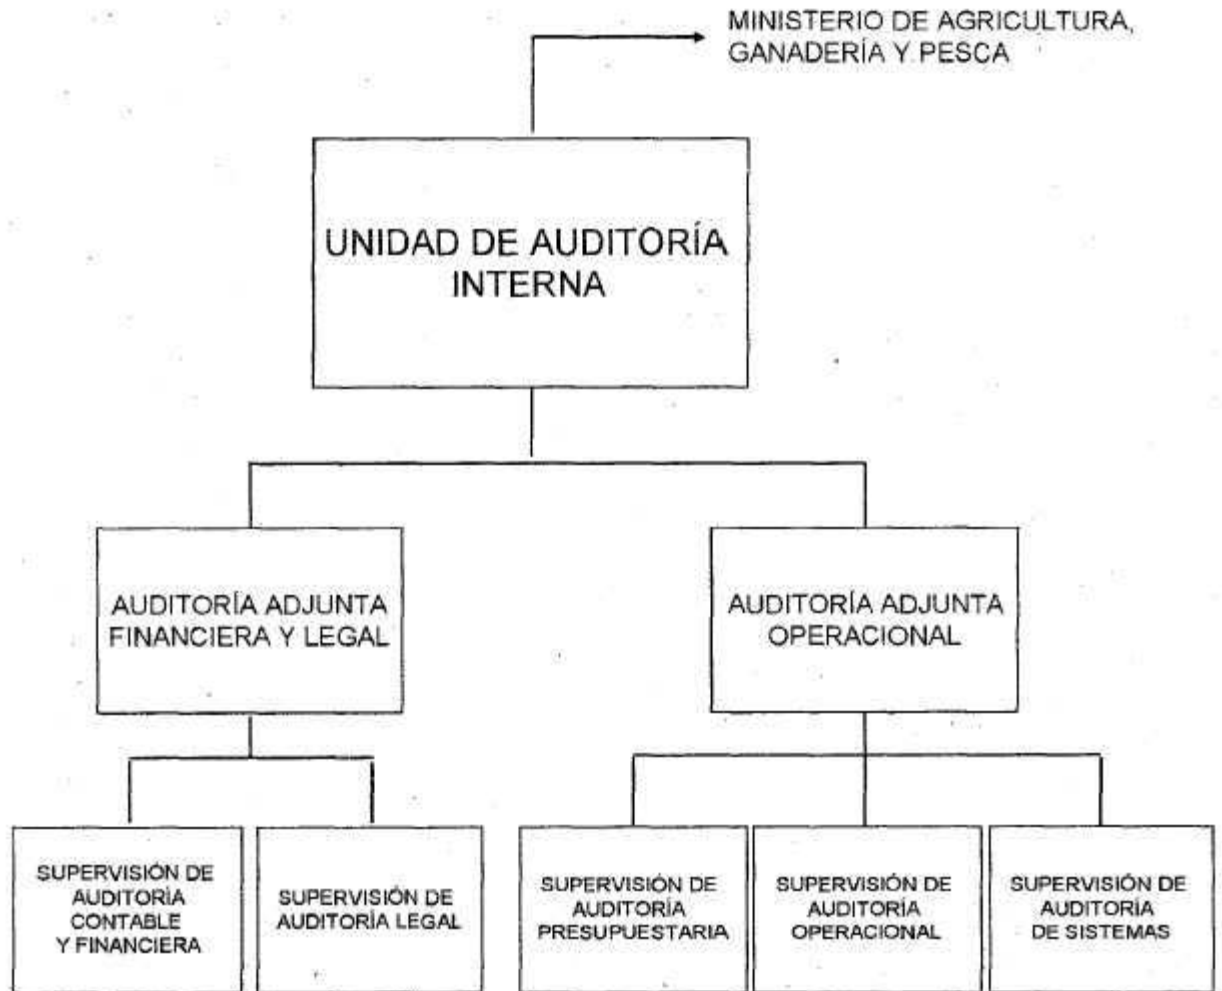 MINISTERIO DE AGRICULTURA,
GANADERÍA Y PESCA
UNIDAD DE AUDITORÍA
INTERNA
AUDITORÍA ADJUNTA
FINANCIERA Y LEGAL
AUDITORÍA ADJUNTA
OPERACIONAL
SUPERVISIÓN DE
AUDITORÍA
CONTABLE
Y FINANCIERA
SUPERVISIÓN DE
AUDITORÍA LEGAL
SUPERVISIÓN DE
AUDITORÍA
PRESUPUESTARIA
SUPERVISIÓN DE
AUDITORÍA
OPERACIONAL
SUPERVISIÓN DE
AUDITORÍA
DE SISTEMAS